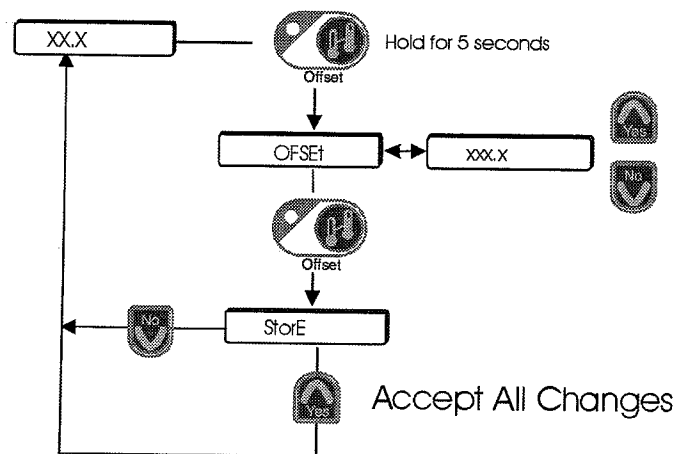 XX.X
Hold for 5 seconds
Offset
OFSEt
xxx.x
Yes
No
Offset
StorE
No
Yes
Accept All Changes